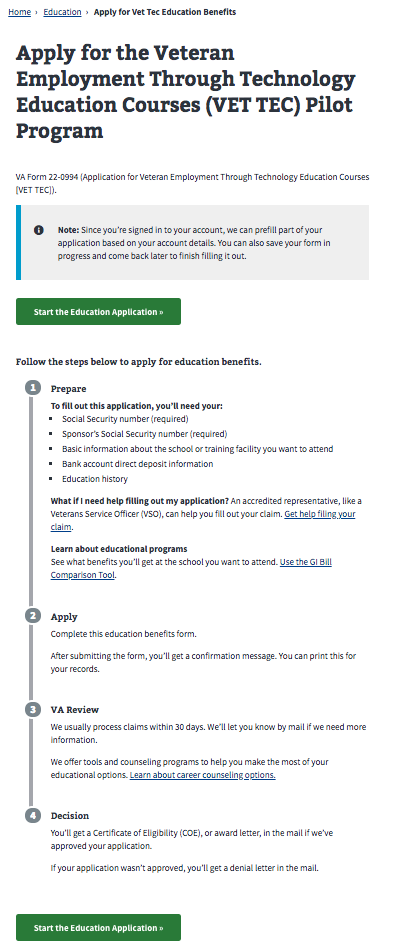 Home › Education › Apply for Vet Tec Education Benefits
Apply for the Veteran
Employment Through Technology
Education Courses (VET TEC) Pilot
Program
VA Form 22-0994 (Application for Veteran Employment Through Technology Education Courses
[VET TEC]).
Note: Since you're signed in to your account, we can prefill part of your
application based on your account details. You can also save your form in
progress and come back later to finish filling it out.
Start the Education Application »
Follow the steps below to apply for education benefits.
1 Prepare
To fill out this application, you'll need your:
▪ Social Security number (required)
▪ Sponsor's Social Security number (required)
▪ Basic information about the school or training facility you want to attend
▪ Bank account direct deposit information
▪ Education history
What if I need help filling out my application? An accredited representative, like a
Veterans Service Officer (VSO), can help you fill out your claim. Get help filing your
claim.
Learn about educational programs
See what benefits you'll get at the school you want to attend. Use the GI Bill
Comparison Tool.
2 Apply
Complete this education benefits form.
After submitting the form, you'll get a confirmation message. You can print this for
your records.
3 VA Review
We usually process claims within 30 days. We'll let you know by mail if we need more
information.
We offer tools and counseling programs to help you make the most of your
educational options. Learn about career counseling options.
4 Decision
You'll get a Certificate of Eligibility (COE), or award letter, in the mail if we've
approved your application.
If your application wasn't approved, you'll get a denial letter in the mail.
Start the Education Application »